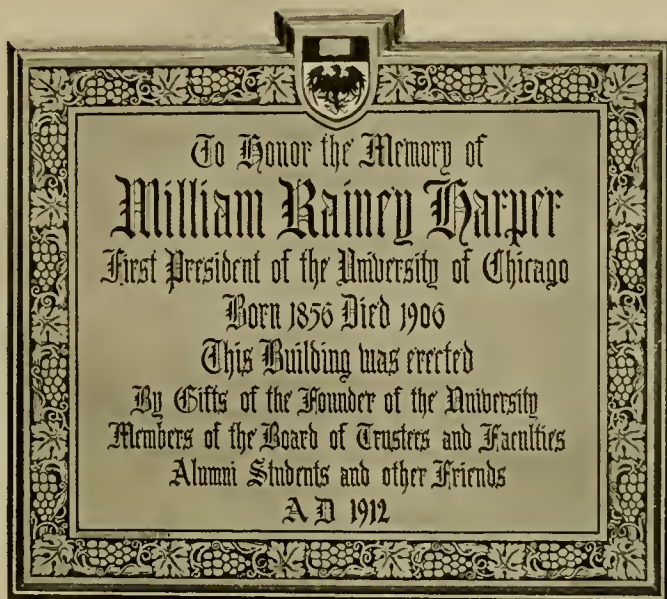 To Honor the Memory of
William Rainey Harper
First President of the University of Chicago
Born 1856 Died 1906
This Building was erected
By Gifts of the Founder of the University
Members of the Board of Trustees and Faculties
Alumni Students and other Friends
A D 1912